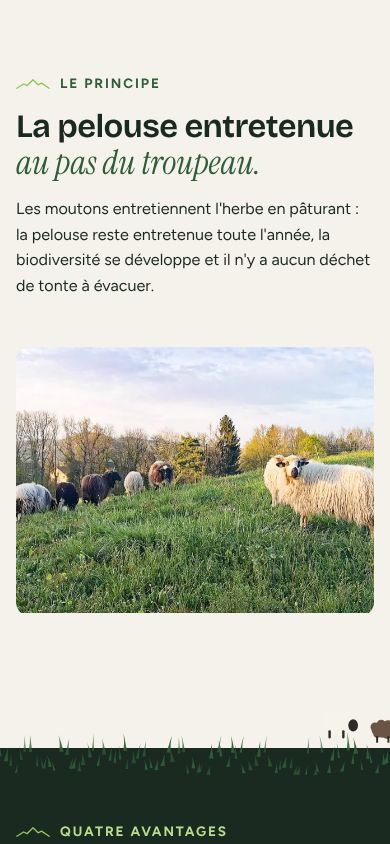 LE PRINCIPE
La pelouse entretenue
au pas du troupeau.
Les moutons entretiennent l'herbe en pâturant :
la pelouse reste entretenue toute l'année, la
biodiversité se développe et il n'y a aucun déchet
de tonte à évacuer.
QUATRE AVANTAGES